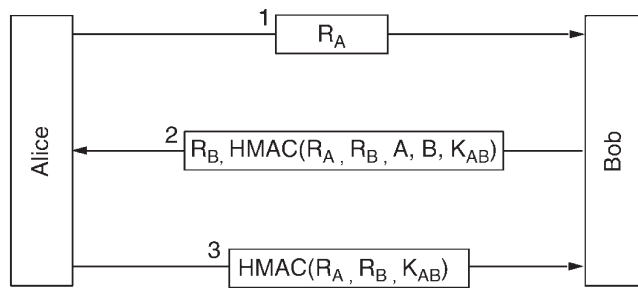 1
R_A
2
R_B, HMAC(R_A , R_B , A, B, K_AB)
Alice
Bob
3
HMAC(R_A , R_B , K_AB)